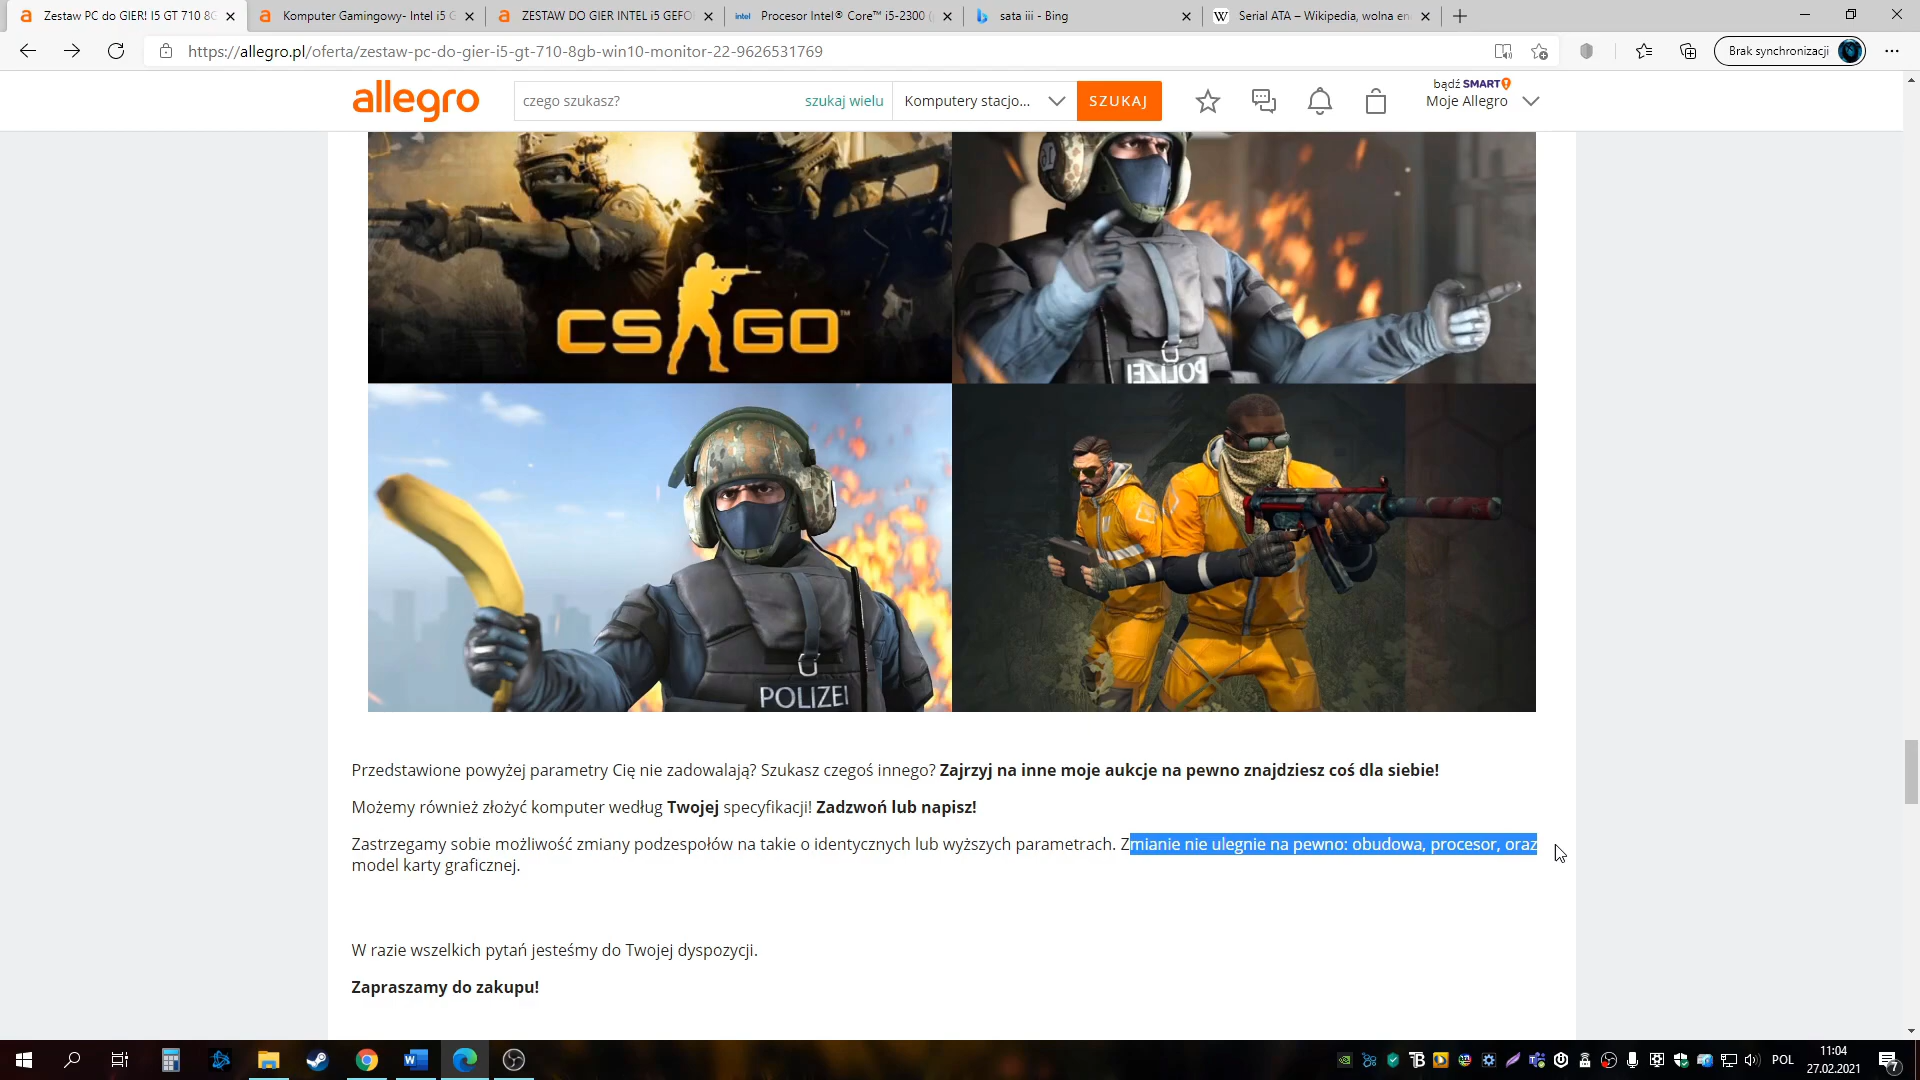 Zestaw PC do GIER! I5 GT 710 8G
Komputer Gamingowy- Intel i5 G
ZESTAW DO GIER INTEL i5 GEFO
intel Procesor Intel® Core™ i5-2300 (
sata iii - Bing
W Serial ATA – Wikipedia, wolna en
https://allegro.pl/oferta/zestaw-pc-do-gier-i5-gt-710-8gb-win10-monitor-22-9626531769
Brak synchronizacji
allegro
czego szukasz?
szukaj wielu
Komputery stacjo...
SZUKAJ
bądź SMART!
Moje Allegro
CS GO™
POLIZEI
POLIZEI
Przedstawione powyżej parametry Cię nie zadowalają? Szukasz czegoś innego? Zajrzyj na inne moje aukcje na pewno znajdziesz coś dla siebie!
Możemy również złożyć komputer według Twojej specyfikacji! Zadzwoń lub napisz!
Zastrzegamy sobie możliwość zmiany podzespołów na takie o identycznych lub wyższych parametrach. Zmianie nie ulegnie na pewno: obudowa, procesor, oraz
model karty graficznej.
W razie wszelkich pytań jesteśmy do Twojej dyspozycji.
Zapraszamy do zakupu!
POL
11:04
27.02.2021
7